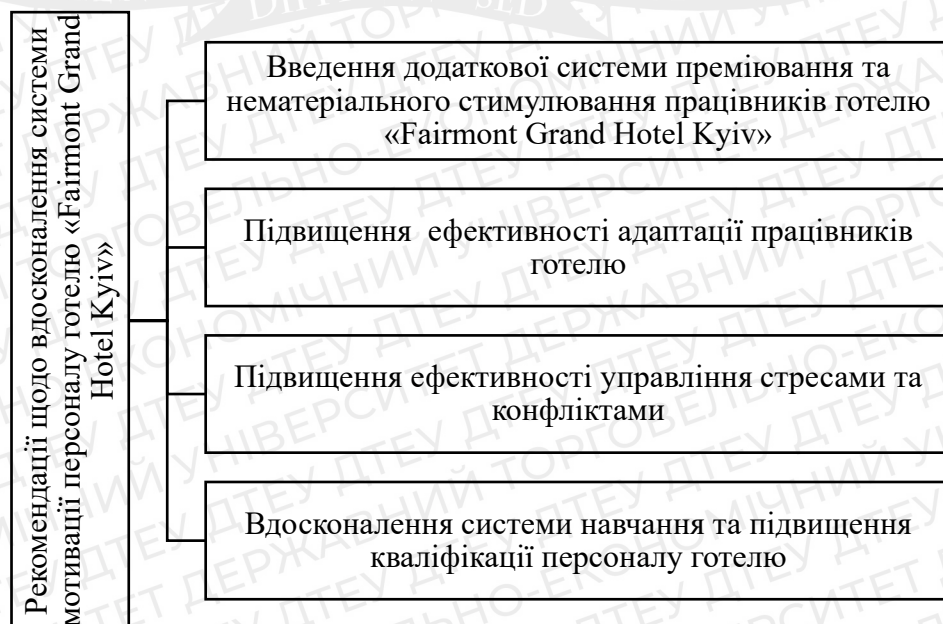 Рекомендації щодо вдосконалення системи
мотивації персоналу готелю «Fairmont Grand
Hotel Kyiv»
Введення додаткової системи преміювання та
нематеріального стимулювання працівників готелю
«Fairmont Grand Hotel Kyiv»
Підвищення ефективності адаптації працівників
готелю
Підвищення ефективності управління стресами та
конфліктами
Вдосконалення системи навчання та підвищення
кваліфікації персоналу готелю